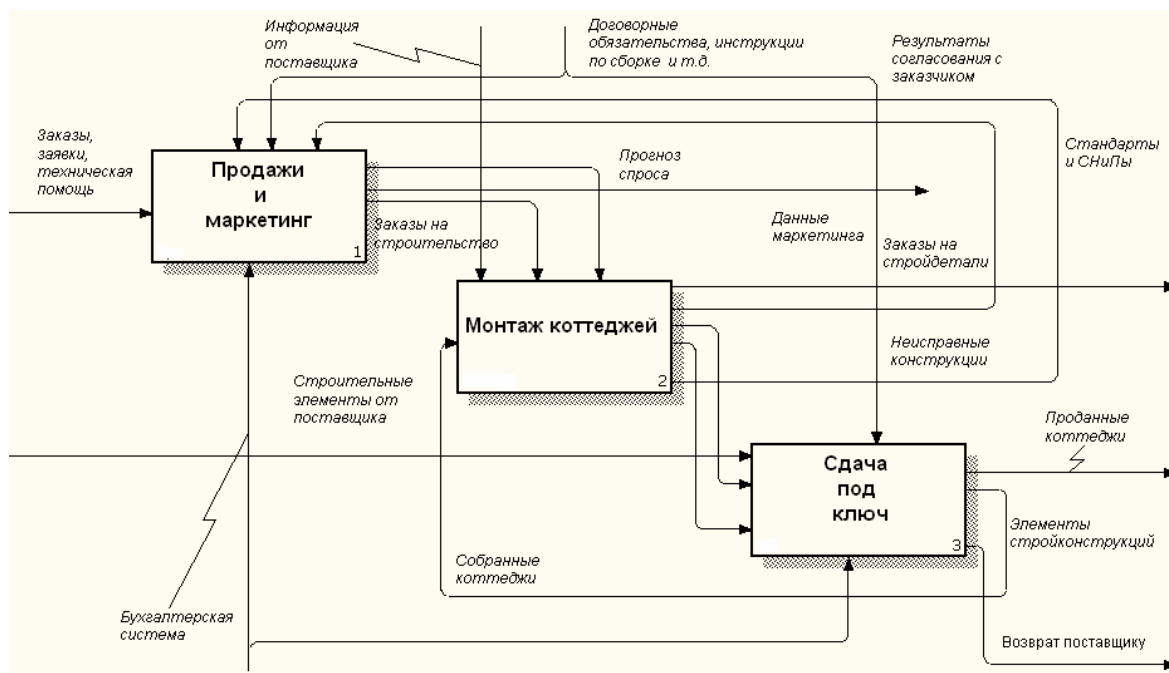 Информация
от
поставщика
Договорные
обязательства, инструкции
по сборке и т.д.
Результаты
согласования с
заказчиком
Заказы,
заявки,
техническая
помощь
Продажи
и
маркетинг
1
Прогноз
спроса
Стандарты
и СНиПы
Заказы на
строительство
Данные
маркетинга
Заказы на
стройдетали
Монтаж коттеджей
2
Неисправные
конструкции
Строительные
элементы от
поставщика
Проданные
коттеджи
Сдача
под
ключ
3
Элементы
стройконструкций
Собранные
коттеджи
Бухгалтерская
система
Возврат поставщику